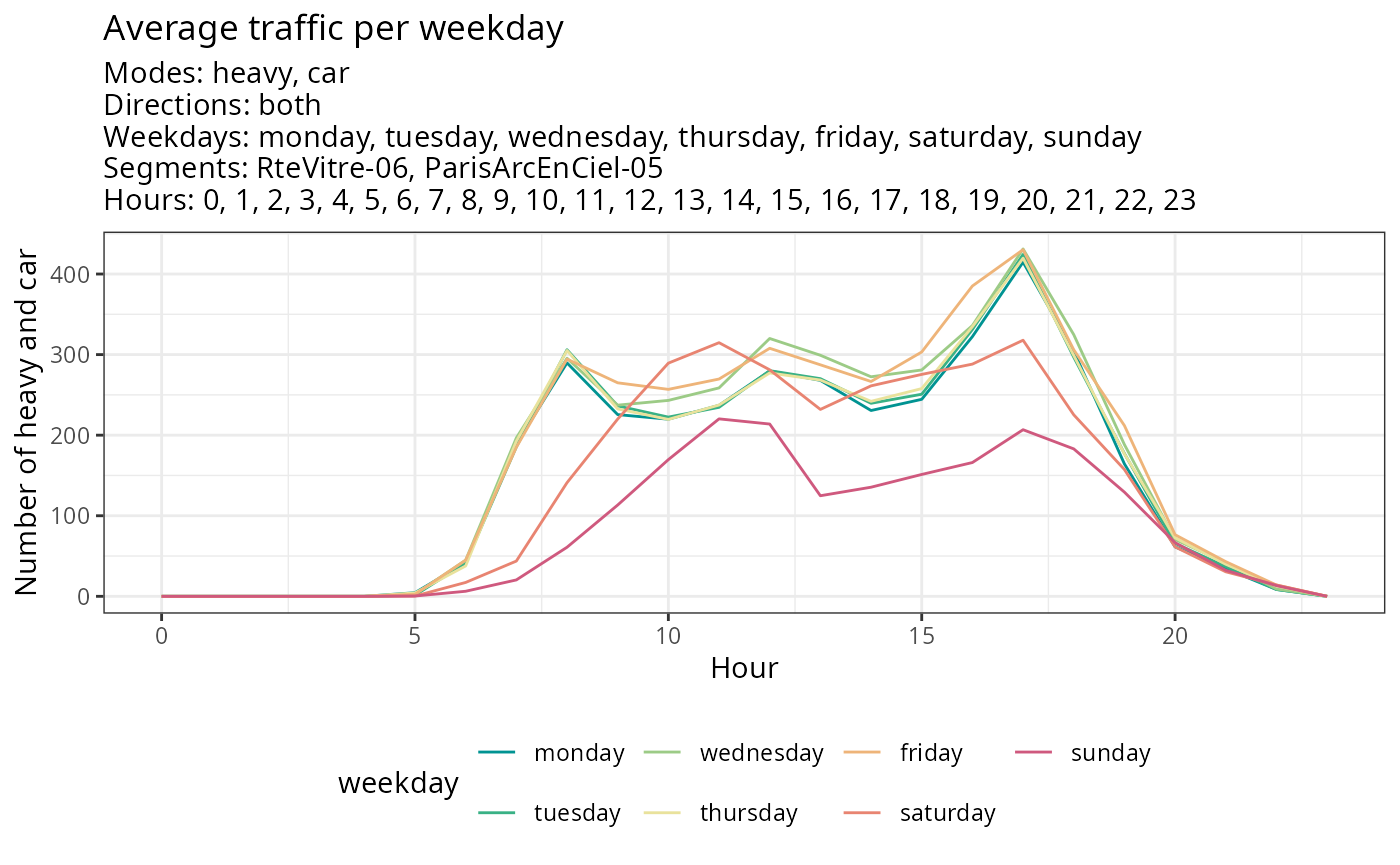 Average traffic per weekday
Modes: heavy, car
Directions: both
Weekdays: monday, tuesday, wednesday, thursday, friday, saturday, sunday
Segments: RteVitre-06, ParisArcEnCiel-05
Hours: 0, 1, 2, 3, 4, 5, 6, 7, 8, 9, 10, 11, 12, 13, 14, 15, 16, 17, 18, 19, 20, 21, 22, 23
Number of heavy and car
400
300
200
100
0
0 5 10 15 20
Hour
weekday
monday wednesday friday sunday
tuesday thursday saturday